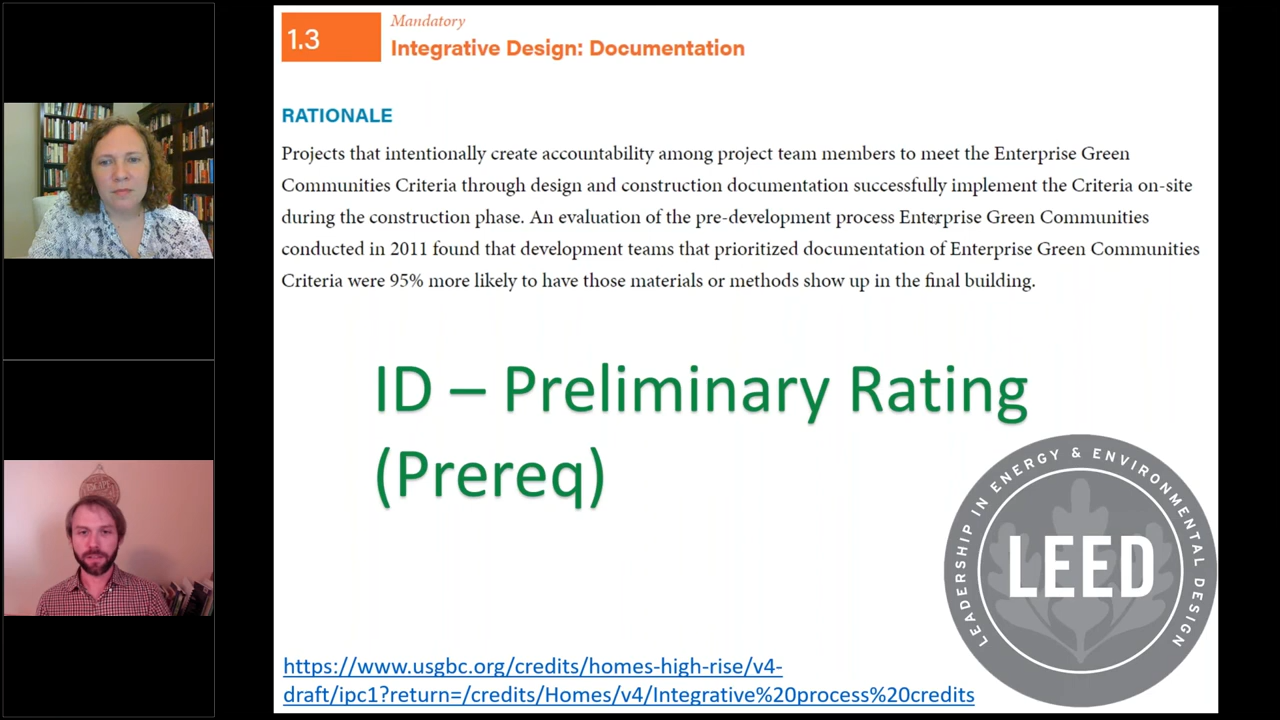 1.3
Mandatory
Integrative Design: Documentation
RATIONALE
Projects that intentionally create accountability among project team members to meet the Enterprise Green
Communities Criteria through design and construction documentation successfully implement the Criteria on-site
during the construction phase. An evaluation of the pre-development process Enterprise Green Communities
conducted in 2011 found that development teams that prioritized documentation of Enterprise Green Communities
Criteria were 95% more likely to have those materials or methods show up in the final building.
ID – Preliminary Rating
(Prereq)
LEADERSHIP IN ENERGY & ENVIRONMENTAL DESIGN
LEED
https://www.usgbc.org/credits/homes-high-rise/v4-
draft/ipc1?return=/credits/Homes/v4/Integrative%20process%20credits